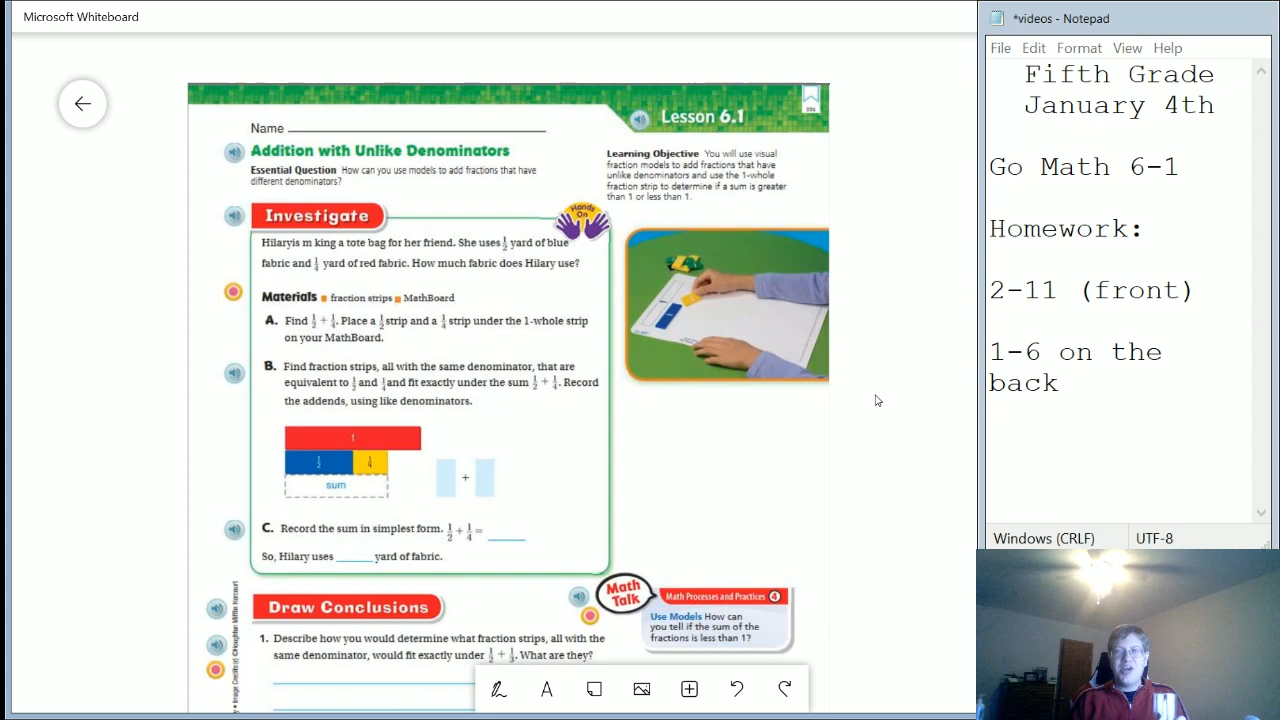 Microsoft Whiteboard
Lesson 6.1
Name
Addition with Unlike Denominators
Essential Question How can you use models to add fractions that have
different denominators?
Learning Objective You will use visual
fraction models to add fractions that have
unlike denominators and use the 1-whole
fraction strip to determine if a sum is greater
than 1 or less than 1.
Investigate
Hands
On
Hilaryis m king a tote bag for her friend. She uses 1/2 yard of blue
fabric and 1/4 yard of red fabric. How much fabric does Hilary use?
Materials ■ fraction strips ■ MathBoard
A. Find 1/2 + 1/4. Place a 1/2 strip and a 1/4 strip under the 1-whole strip
on your MathBoard.
B. Find fraction strips, all with the same denominator, that are
equivalent to 1/2 and 1/4 and fit exactly under the sum 1/2 + 1/4. Record
the addends, using like denominators.
1
1/2 1/4
sum
+
C. Record the sum in simplest form. 1/2 + 1/4 = ____
So, Hilary uses ____ yard of fabric.
Math
Talk
Math Processes and Practices 4
Use Models How can
you tell if the sum of the
fractions is less than 1?
Draw Conclusions
1. Describe how you would determine what fraction strips, all with the
same denominator, would fit exactly under 1/2 + 1/3. What are they?
*videos - Notepad
File Edit Format View Help
Fifth Grade
January 4th
Go Math 6-1
Homework:
2-11 (front)
1-6 on the
back
Windows (CRLF) UTF-8